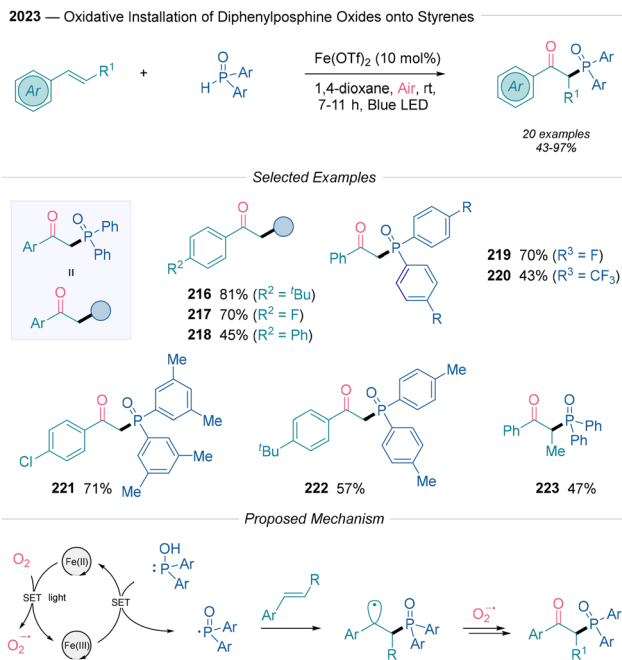 2023 — Oxidative Installation of Diphenylposphine Oxides onto Styrenes
Ar
R1
+
O
H
P
Ar
Ar
Fe(OTf)2 (10 mol%)
1,4-dioxane, Air, rt,
7-11 h, Blue LED
O
O
Ar
P
Ar
Ar
R1
20 examples
43-97%
Selected Examples
O
O
Ar
P
Ph
Ph
=
O
Ar
O
R2
216 81% (R2 = tBu)
217 70% (R2 = F)
218 45% (R2 = Ph)
O
O
Ph
P
R
R
219 70% (R3 = F)
220 43% (R3 = CF3)
Me
O
O
P
Me
Cl
Me
Me
221 71%
Me
O
O
P
tBu
Me
222 57%
O
O
Ph
P
Ph
Ph
Me
223 47%
Proposed Mechanism
O2
Fe(II)
SET light
SET
O2−•
Fe(III)
OH
:P
Ar
Ar
O
•P
Ar
Ar
R
Ar
•
O
Ar
P
Ar
Ar
R
O2−•
O
O
Ar
P
Ar
Ar
R1